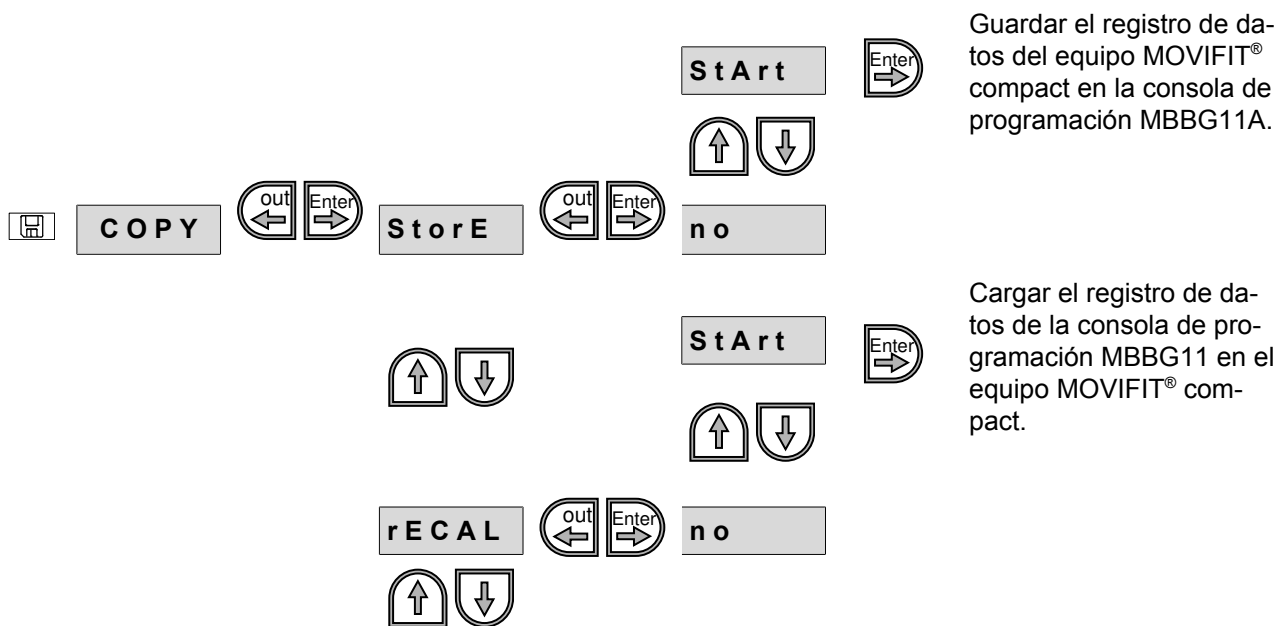 StArt
Enter
Guardar el registro de da-
tos del equipo MOVIFIT®
compact en la consola de
programación MBBG11A.
COPY
out
Enter
StorE
out
Enter
no
StArt
Enter
Cargar el registro de da-
tos de la consola de pro-
gramación MBBG11 en el
equipo MOVIFIT® com-
pact.
rECAL
out
Enter
no